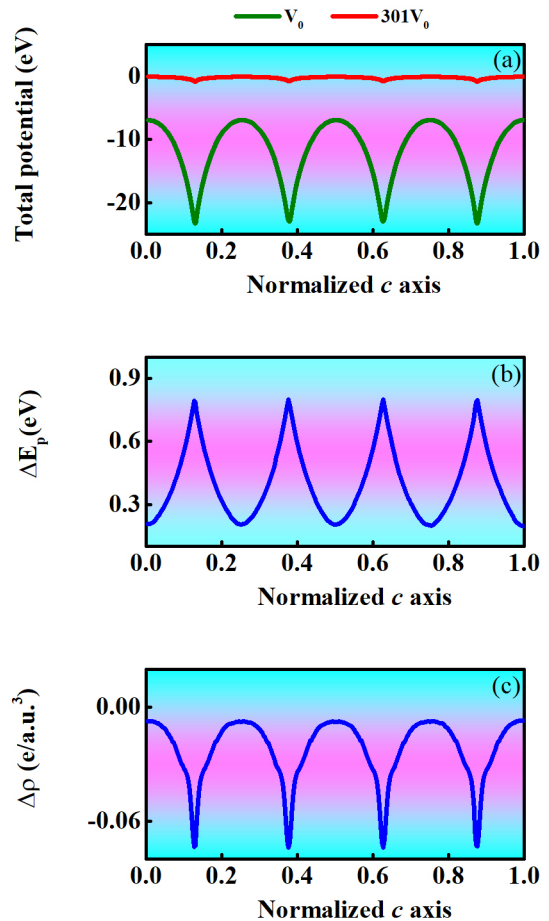 V₀ 301V₀
(a)
Total potential (eV)
0
-10
-20
0.0 0.2 0.4 0.6 0.8 1.0
Normalized c axis
(b)
ΔEₚ(eV)
0.9
0.6
0.3
0.0 0.2 0.4 0.6 0.8 1.0
Normalized c axis
(c)
Δρ (e/a.u.³)
0.00
-0.06
0.0 0.2 0.4 0.6 0.8 1.0
Normalized c axis